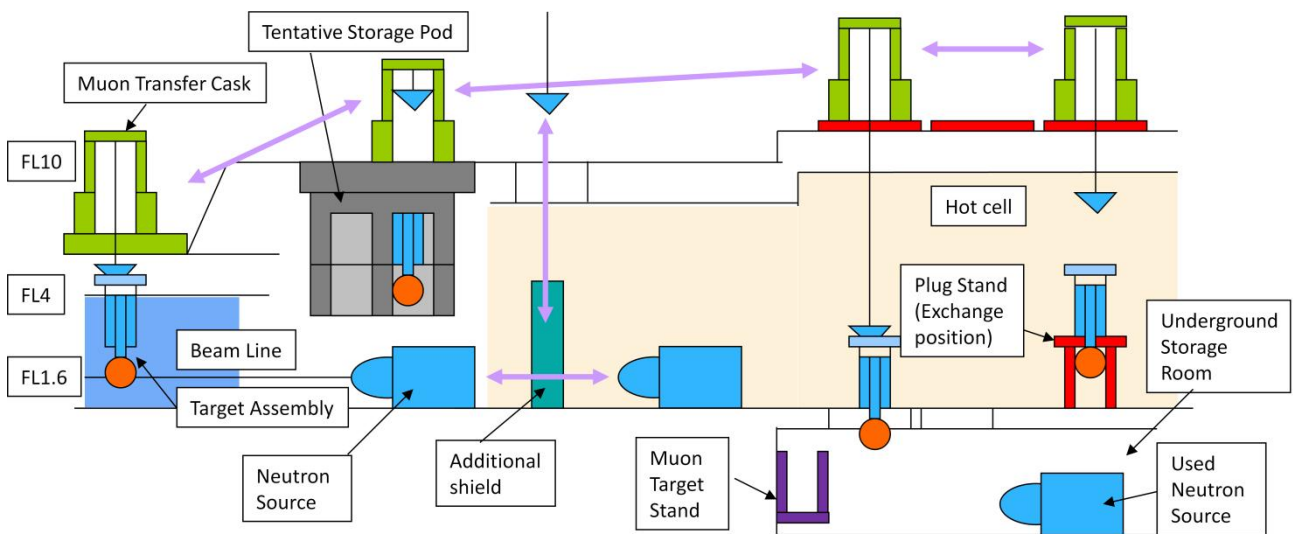 Tentative Storage Pod
Muon Transfer Cask
FL10
Hot cell
FL4
Plug Stand
(Exchange
position)
Underground
Storage
Room
Beam Line
FL1.6
Target Assembly
Neutron
Source
Additional
shield
Muon
Target
Stand
Used
Neutron
Source